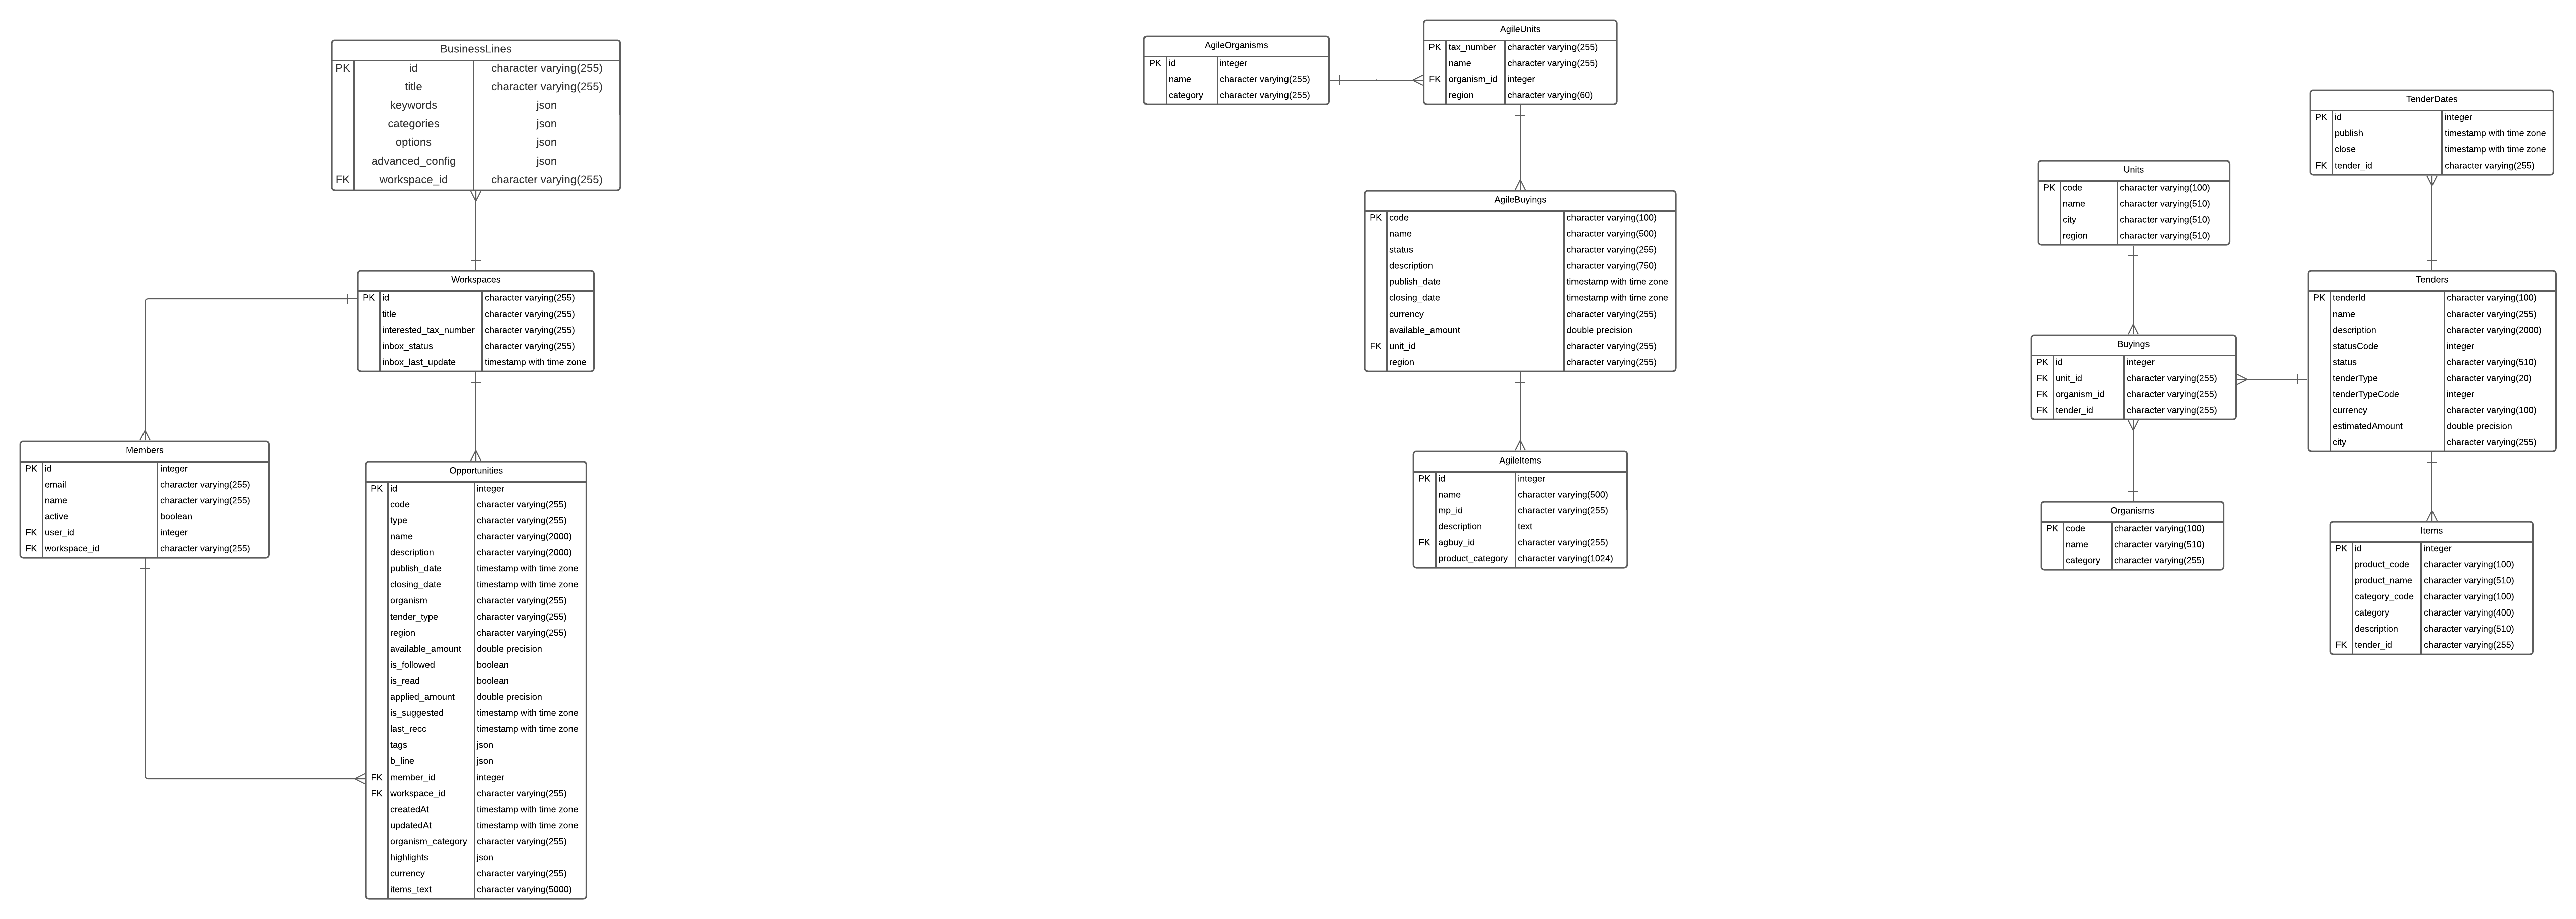 BusinessLines
PK id character varying(255)
title character varying(255)
keywords json
categories json
options json
advanced_config json
FK workspace_id character varying(255)
Workspaces
PK id character varying(255)
title character varying(255)
interested_tax_number character varying(255)
inbox_status character varying(255)
inbox_last_update timestamp with time zone
Members
PK id integer
email character varying(255)
name character varying(255)
active boolean
FK user_id integer
FK workspace_id character varying(255)
Opportunities
PK id integer
code character varying(255)
type character varying(255)
name character varying(2000)
description character varying(2000)
publish_date timestamp with time zone
closing_date timestamp with time zone
organism character varying(255)
tender_type character varying(255)
region character varying(255)
available_amount double precision
is_followed boolean
is_read boolean
applied_amount double precision
is_suggested timestamp with time zone
last_recc timestamp with time zone
tags json
b_line json
FK member_id integer
FK workspace_id character varying(255)
createdAt timestamp with time zone
updatedAt timestamp with time zone
organism_category character varying(255)
highlights json
currency character varying(255)
items_text character varying(5000)
AgileOrganisms
PK id integer
name character varying(255)
category character varying(255)
AgileUnits
PK tax_number character varying(255)
name character varying(255)
FK organism_id integer
region character varying(60)
AgileBuyings
PK code character varying(100)
name character varying(500)
status character varying(255)
description character varying(750)
publish_date timestamp with time zone
closing_date timestamp with time zone
currency character varying(255)
available_amount double precision
FK unit_id character varying(255)
region character varying(255)
AgileItems
PK id integer
name character varying(500)
mp_id character varying(255)
description text
FK agbuy_id character varying(255)
product_category character varying(1024)
Units
PK code character varying(100)
name character varying(510)
city character varying(510)
region character varying(510)
Buyings
PK id integer
FK unit_id character varying(255)
FK organism_id character varying(255)
FK tender_id character varying(255)
Organisms
PK code character varying(100)
name character varying(510)
category character varying(255)
TenderDates
PK id integer
publish timestamp with time zone
close timestamp with time zone
FK tender_id character varying(255)
Tenders
PK tenderId character varying(100)
name character varying(255)
description character varying(2000)
statusCode integer
status character varying(510)
tenderType character varying(20)
tenderTypeCode integer
currency character varying(100)
estimatedAmount double precision
city character varying(255)
Items
PK id integer
product_code character varying(100)
product_name character varying(510)
category_code character varying(100)
category character varying(400)
description character varying(510)
FK tender_id character varying(255)